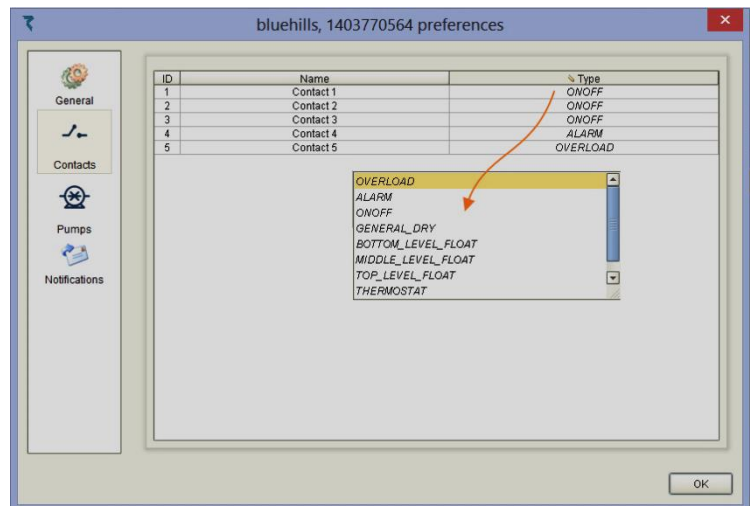 bluehills, 1403770564 preferences
General
Contacts
Pumps
Notifications
ID Name Type
1 Contact 1 ONOFF
2 Contact 2 ONOFF
3 Contact 3 ONOFF
4 Contact 4 ALARM
5 Contact 5 OVERLOAD
OVERLOAD
ALARM
ONOFF
GENERAL_DRY
BOTTOM_LEVEL_FLOAT
MIDDLE_LEVEL_FLOAT
TOP_LEVEL_FLOAT
THERMOSTAT
OK